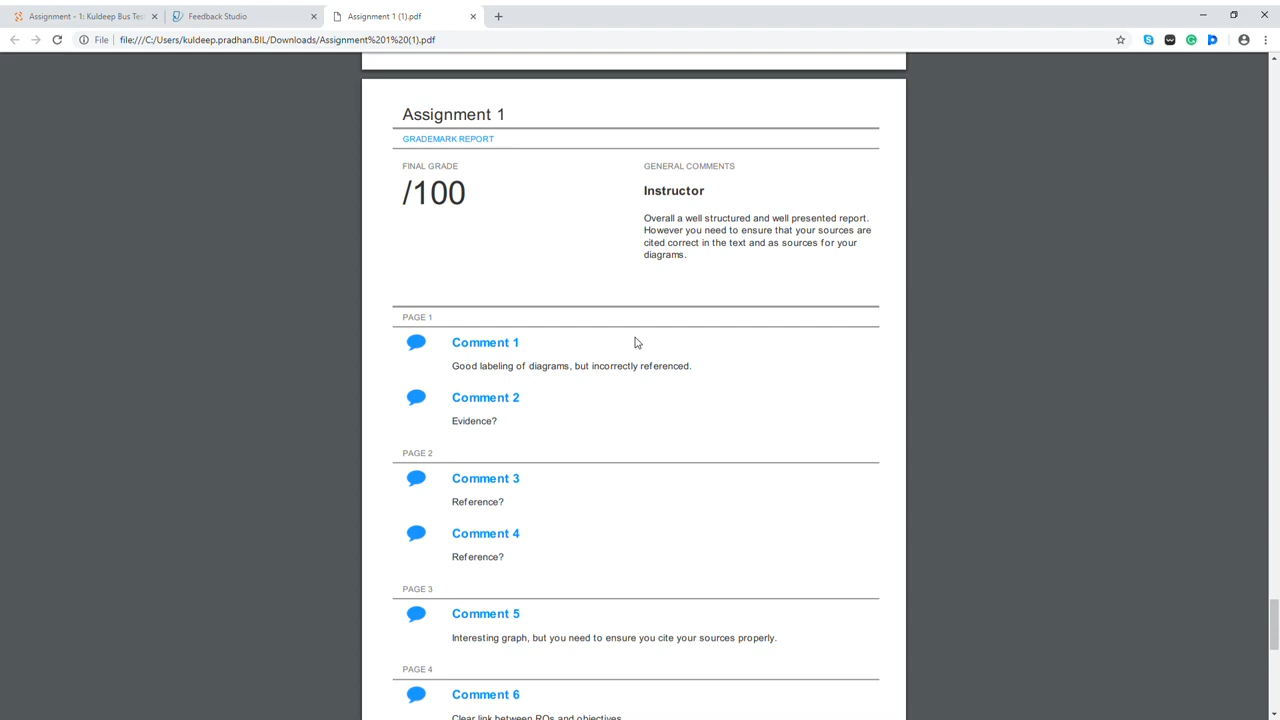 Assignment - 1: Kuldeep Bus Tes
Feedback Studio
Assignment 1 (1).pdf
File
file:///C:/Users/kuldeep.pradhan.BIL/Downloads/Assignment%201%20(1).pdf
Assignment 1
GRADEMARK REPORT
FINAL GRADE
/100
GENERAL COMMENTS
Instructor
Overall a well structured and well presented report.
However you need to ensure that your sources are
cited correct in the text and as sources for your
diagrams.
PAGE 1
Comment 1
Good labeling of diagrams, but incorrectly referenced.
Comment 2
Evidence?
PAGE 2
Comment 3
Reference?
Comment 4
Reference?
PAGE 3
Comment 5
Interesting graph, but you need to ensure you cite your sources properly.
PAGE 4
Comment 6
Clear link between ROs and objectives